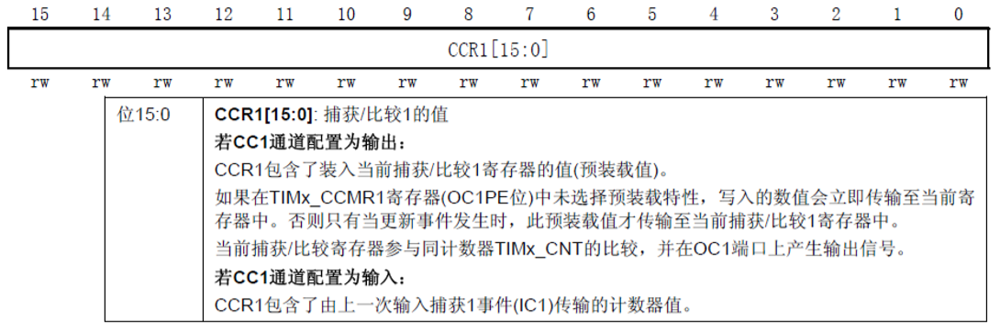 15 14 13 12 11 10 9 8 7 6 5 4 3 2 1 0
CCR1[15:0]
rw rw rw rw rw rw rw rw rw rw rw rw rw rw rw rw
位15:0 CCR1[15:0]: 捕获/比较1的值
若CC1通道配置为输出：
CCR1包含了装入当前捕获/比较1寄存器的值(预装载值)。
如果在TIMx_CCMR1寄存器(OC1PE位)中未选择预装载特性，写入的数值会立即传输至当前寄
存器中。否则只有当更新事件发生时，此预装载值才传输至当前捕获/比较1寄存器中。
当前捕获/比较寄存器参与同计数器TIMx_CNT的比较，并在OC1端口上产生输出信号。
若CC1通道配置为输入：
CCR1包含了由上一次输入捕获1事件(IC1)传输的计数器值。